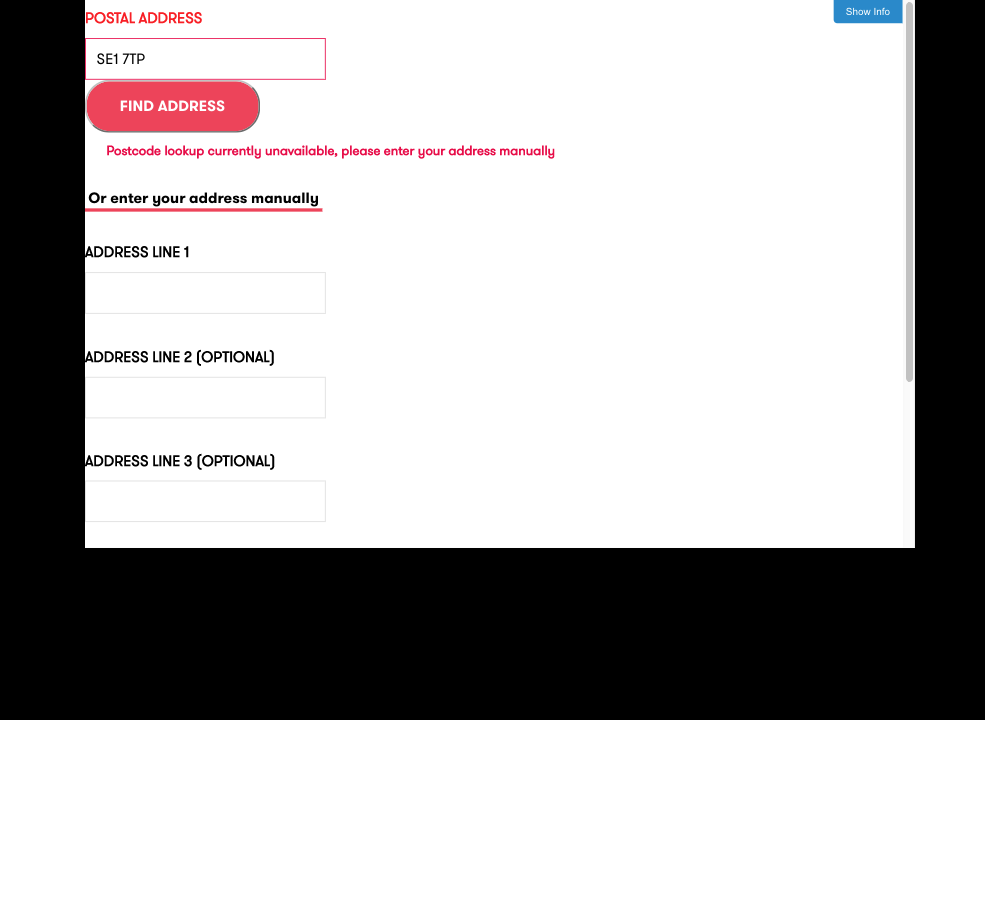 POSTAL ADDRESS
Show Info
SE1 7TP
FIND ADDRESS
Postcode lookup currently unavailable, please enter your address manually
Or enter your address manually
ADDRESS LINE 1
ADDRESS LINE 2 (OPTIONAL)
ADDRESS LINE 3 (OPTIONAL)